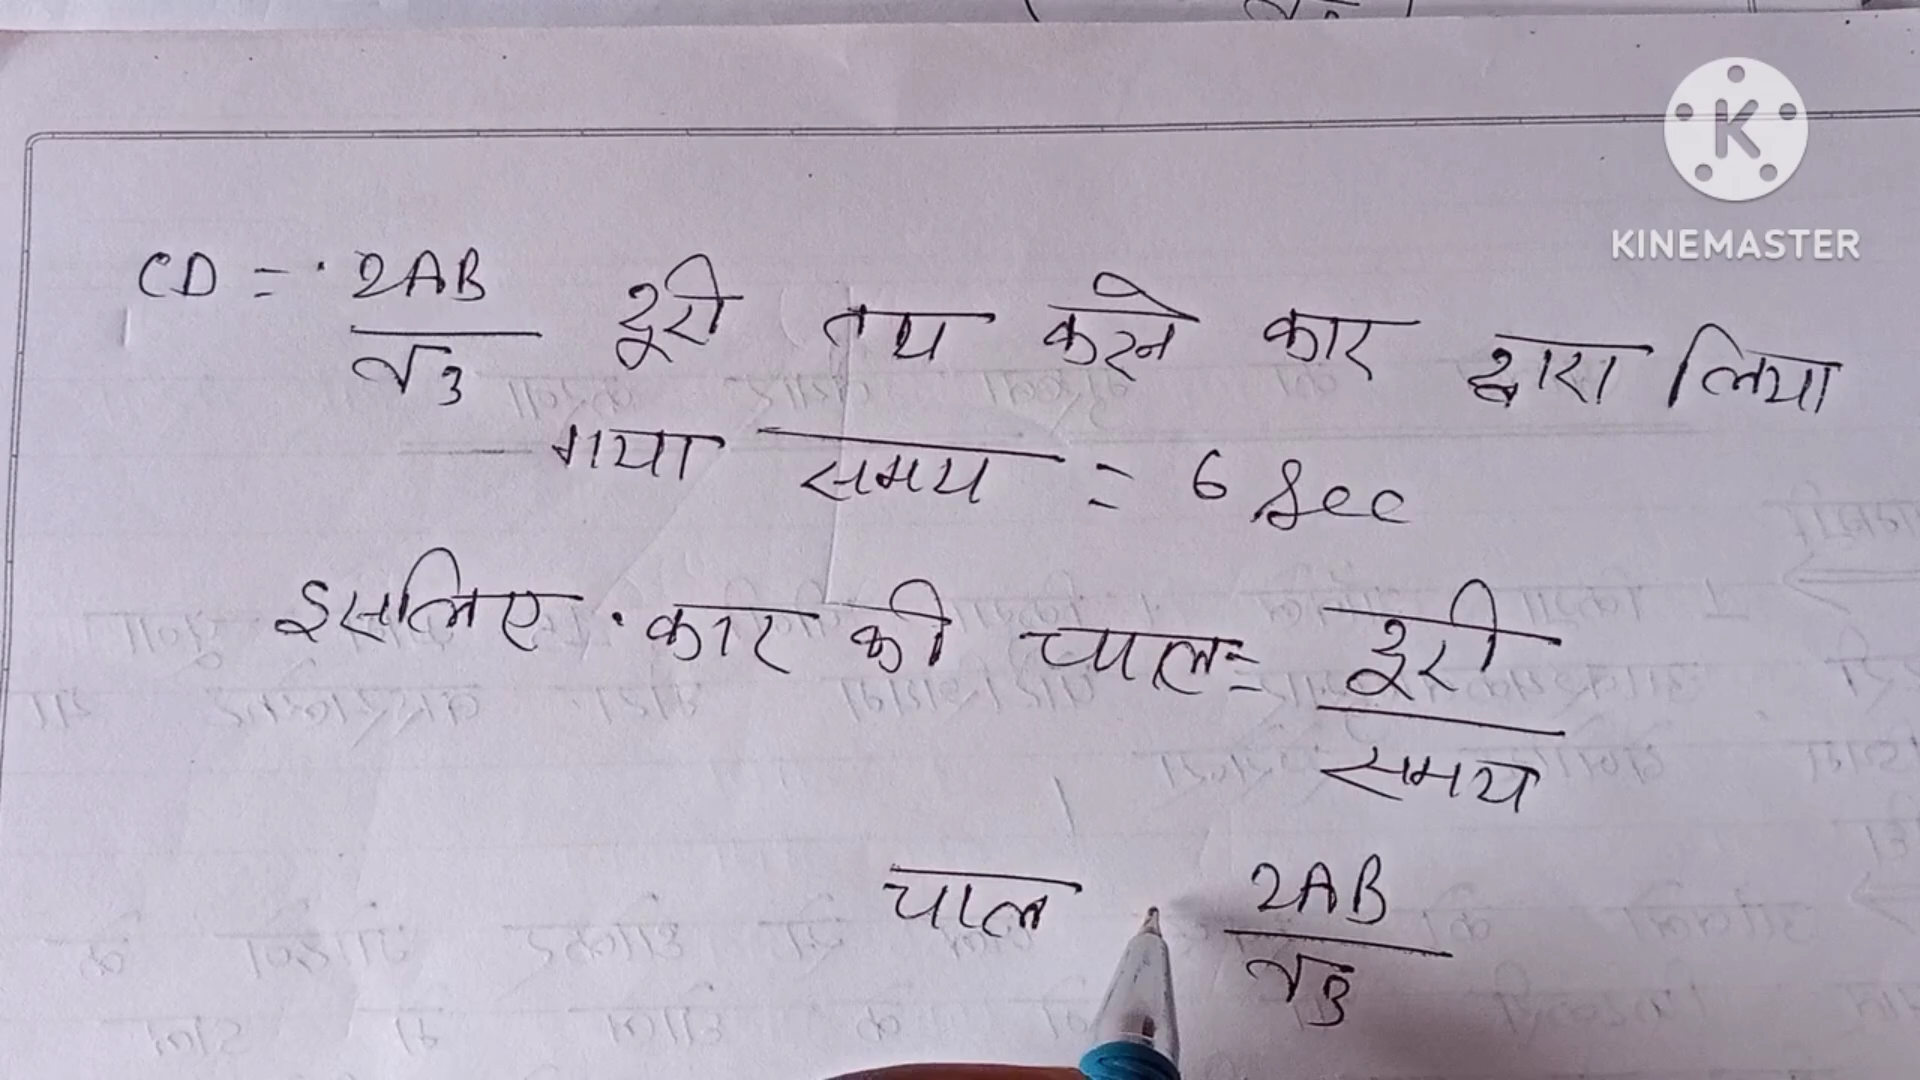 KINEMASTER
CD = 2AB/√3 दूरी तय करने कार द्वारा लिया
गया समय = 6 Sec
इसलिए कार की चाल = दूरी/समय
चाल 2AB/√3